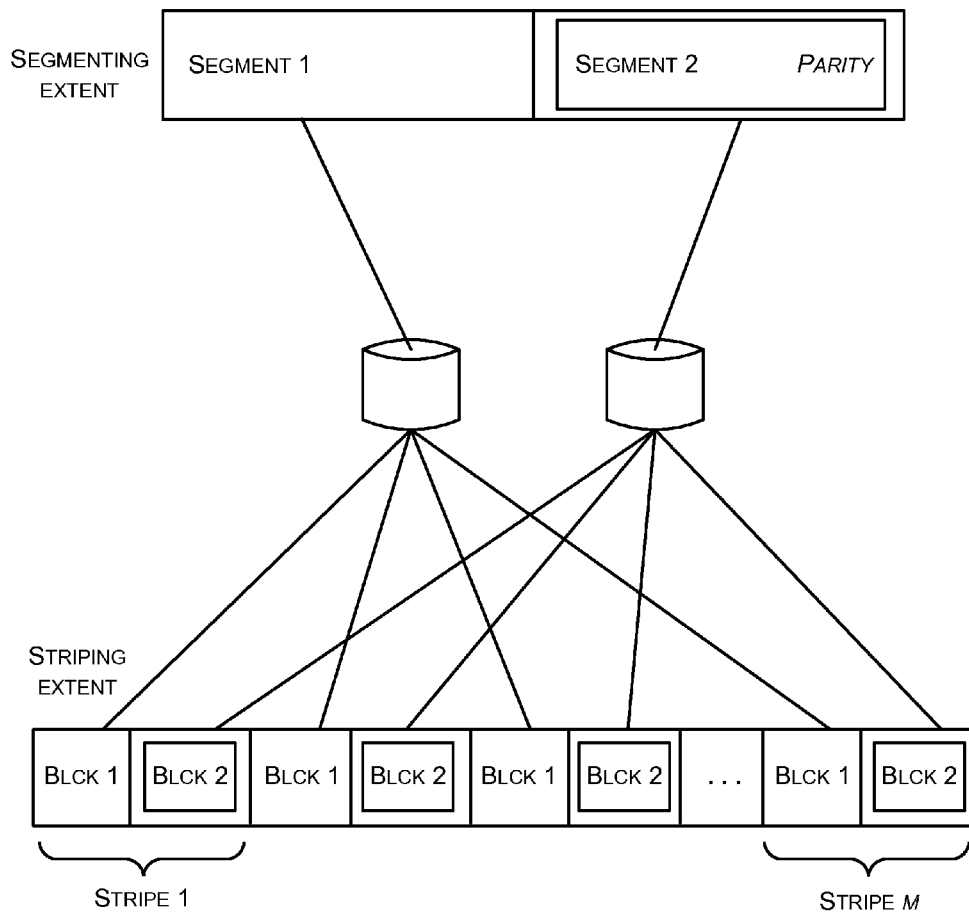 SEGMENTING
EXTENT
SEGMENT 1
SEGMENT 2 PARITY
STRIPING
EXTENT
BLCK 1 BLCK 2 BLCK 1 BLCK 2 BLCK 1 BLCK 2 ... BLCK 1 BLCK 2
STRIPE 1
STRIPE M